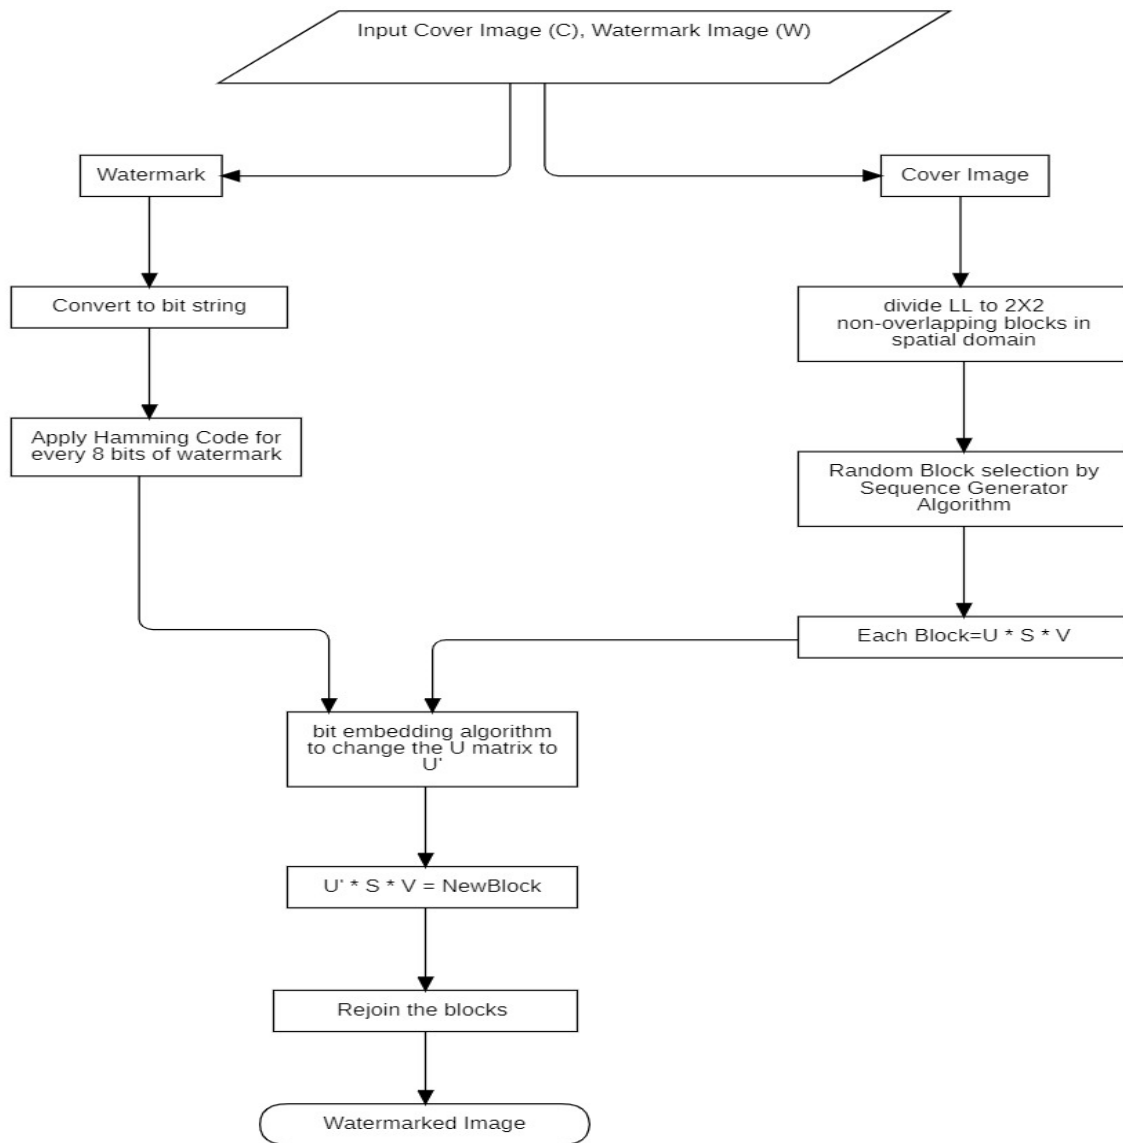 Input Cover Image (C), Watermark Image (W)
Watermark
Cover Image
Convert to bit string
divide LL to 2X2
non-overlapping blocks in
spatial domain
Apply Hamming Code for
every 8 bits of watermark
Random Block selection by
Sequence Generator
Algorithm
Each Block=U * S * V
bit embedding algorithm
to change the U matrix to
U'
U' * S * V = NewBlock
Rejoin the blocks
Watermarked Image